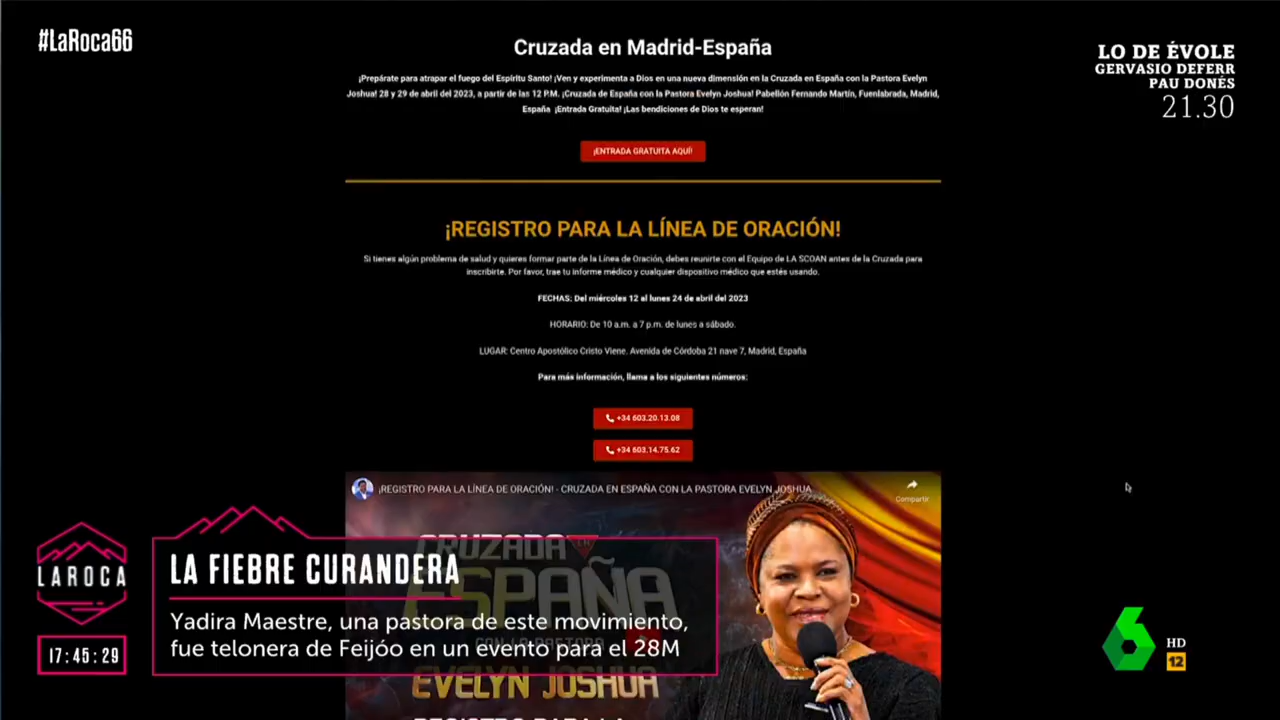 #LaRoca66
LO DE ÉVOLE
GERVASIO DEFERR
PAU DONÉS
21.30
Cruzada en Madrid-España
¡Prepárate para atrapar el fuego del Espíritu Santo! ¡Ven y experimenta a Dios en una nueva dimensión en la Cruzada en España con la Pastora Evelyn
Joshua! 28 y 29 de abril del 2023, a partir de las 12 P.M. ¡Cruzada de España con la Pastora Evelyn Joshua! Pabellón Fernando Martín, Fuenlabrada, Madrid,
España ¡Entrada Gratuita! ¡Las bendiciones de Dios te esperan!
¡ENTRADA GRATUITA AQUÍ!
¡REGISTRO PARA LA LÍNEA DE ORACIÓN!
Si tienes algún problema de salud y quieres formar parte de la Línea de Oración, debes reunirte con el Equipo de LA SCOAN antes de la Cruzada para
inscribirte. Por favor, trae tu informe médico y cualquier dispositivo médico que estés usando.
FECHAS: Del miércoles 12 al lunes 24 de abril del 2023
HORARIO: De 10 a.m. a 7 p.m. de lunes a sábado.
LUGAR: Centro Apostólico Cristo Viene. Avenida de Córdoba 21 nave 7, Madrid, España
Para más información, llama a los siguientes números:
+34 603.20.13.08
+34 603.14.75.62
¡REGISTRO PARA LA LÍNEA DE ORACIÓN! - CRUZADA EN ESPAÑA CON LA PASTORA EVELYN JOSHUA
Compartir
CRUZADA EN
ESPAÑA
CON LA PASTORA
EVELYN JOSHUA
REGISTRO PARA LA
LAROCA
17:45:29
LA FIEBRE CURANDERA
Yadira Maestre, una pastora de este movimiento,
fue telonera de Feijóo en un evento para el 28M
6
HD
12